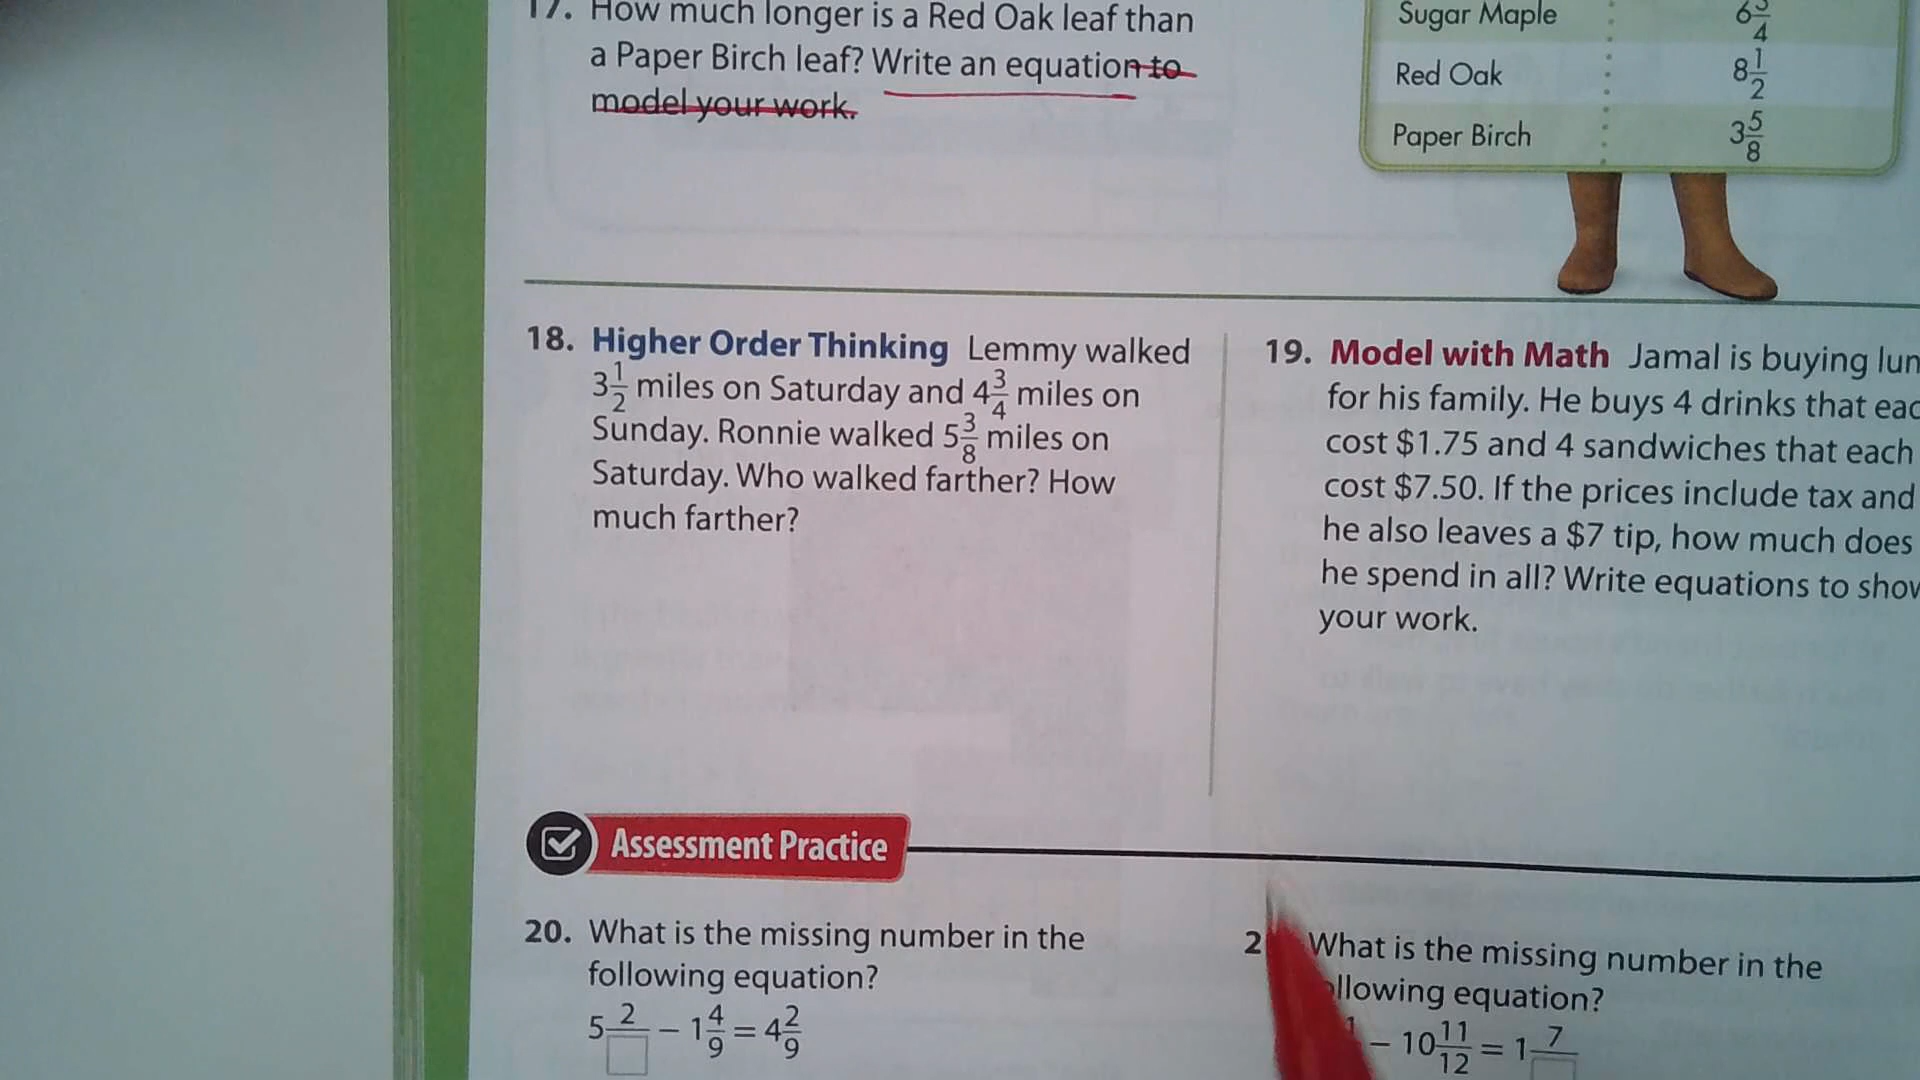 17. How much longer is a Red Oak leaf than
a Paper Birch leaf? Write an equation to
model your work.
Sugar Maple 6 3/4
Red Oak 8 1/2
Paper Birch 3 5/8
18. Higher Order Thinking Lemmy walked
3 1/2 miles on Saturday and 4 3/4 miles on
Sunday. Ronnie walked 5 3/8 miles on
Saturday. Who walked farther? How
much farther?
19. Model with Math Jamal is buying
for his family. He buys 4 drinks that
cost $1.75 and 4 sandwiches that each
cost $7.50. If the prices include tax and
he also leaves a $7 tip, how much does
he spend in all? Write equations to
your work.
Assessment Practice
20. What is the missing number in the
following equation?
5 2/□ − 1 4/9 = 4 2/9
What is the missing number in the
equation?
− 10 11/12 = 1 7/□